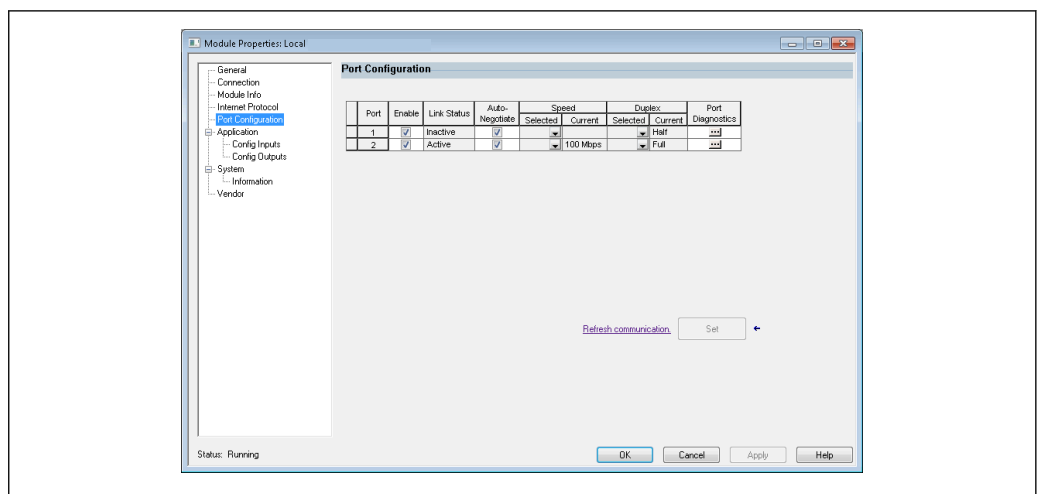 Module Properties: Local
General
Connection
Module Info
Internet Protocol
Port Configuration
Application
Config Inputs
Config Outputs
System
Information
Vendor
Port Configuration
Port Enable Link Status Auto-Negotiate Speed Duplex Port Diagnostics
Selected Current Selected Current
1 Inactive Half
2 Active 100 Mbps Full
Refresh communication. Set
Status: Running
OK Cancel Apply Help